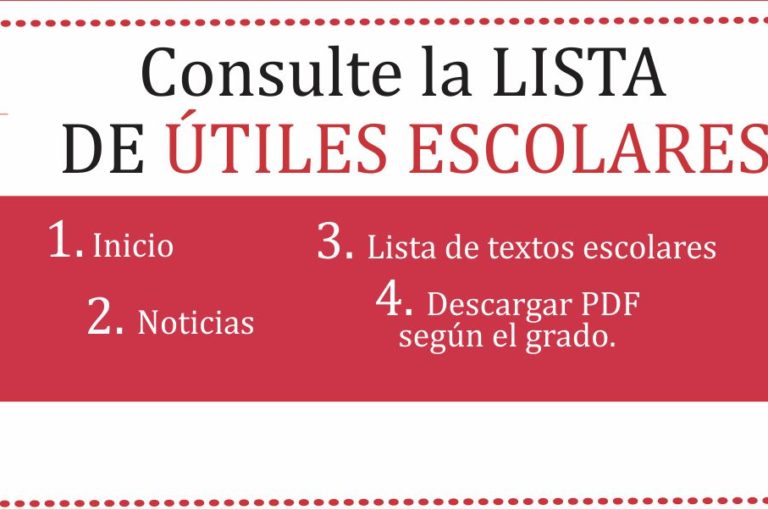 Consulte la LISTA
DE ÚTILES ESCOLARES
1. Inicio
2. Noticias
3. Lista de textos escolares
4. Descargar PDF
según el grado.